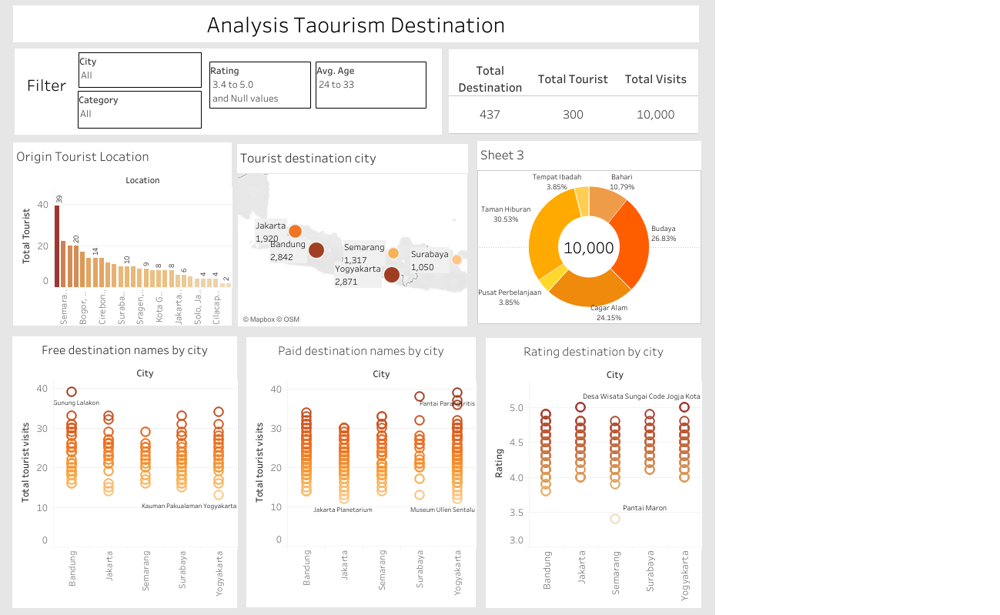 Analysis Taourism Destination
Filter
City
All
Category
All
Rating
3.4 to 5.0
and Null values
Avg. Age
24 to 33
Total Destination
Total Tourist
Total Visits
437
300
10,000
Origin Tourist Location
Location
Total Tourist
40
20
0
39
20
14
10
9
8
8
6
4
4
2
Semara..
Bogor, ..
Cirebon..
Suraba..
Sragen,..
Kota G..
Jakarta..
Solo, Ja..
Cilacap..
Tourist destination city
Jakarta
1,920
Bandung
2,842
Semarang
1,317
Yogyakarta
2,871
Surabaya
1,050
© Mapbox © OSM
Sheet 3
Tempat Ibadah
3.85%
Bahari
10.79%
Taman Hiburan
30.53%
Budaya
26.83%
10,000
Pusat Perbelanjaan
3.85%
Cagar Alam
24.15%
Free destination names by city
City
Total tourist visits
40
30
20
10
0
Gunung Lalakon
Kauman Pakualaman Yogyakarta
Bandung
Jakarta
Semarang
Surabaya
Yogyakarta
Paid destination names by city
City
Total tourist visits
40
30
20
10
0
Pantai Parangtritis
Jakarta Planetarium
Museum Ullen Sentalu
Bandung
Jakarta
Semarang
Surabaya
Yogyakarta
Rating destination by city
City
Rating
5.0
4.5
4.0
3.5
3.0
Desa Wisata Sungai Code Jogja Kota
Pantai Maron
Bandung
Jakarta
Semarang
Surabaya
Yogyakarta